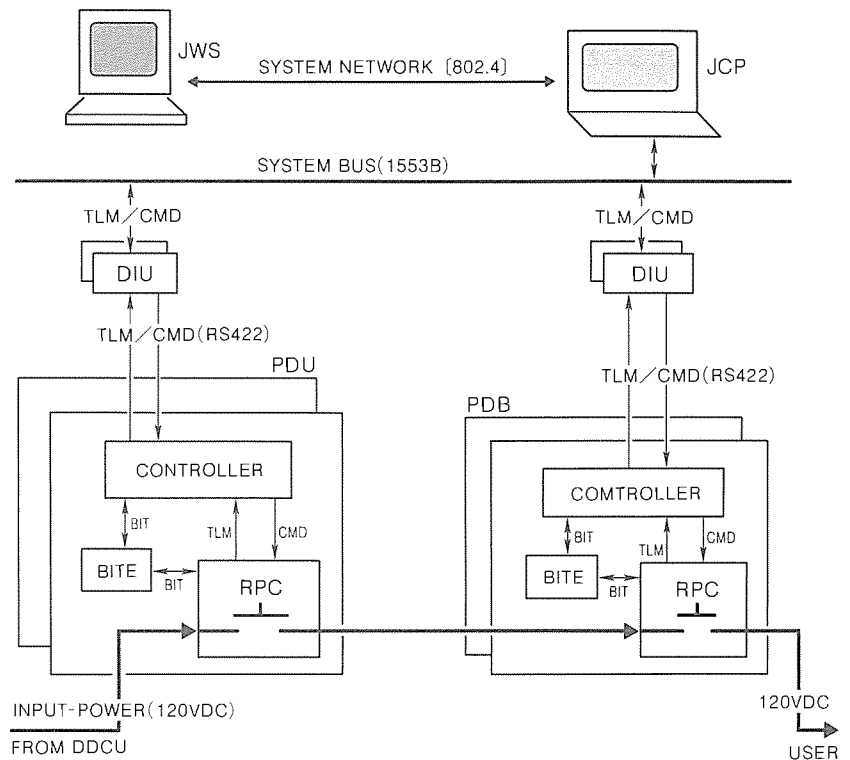 JWS
SYSTEM NETWORK [802.4]
JCP
SYSTEM BUS(1553B)
TLM/CMD
TLM/CMD
DIU
DIU
TLM/CMD(RS422)
PDU
TLM/CMD(RS422)
PDB
CONTROLLER
COMTROLLER
BIT
TLM
CMD
BIT
TLM
CMD
BITE
BIT
RPC
BITE
BIT
RPC
INPUT-POWER(120VDC)
120VDC
FROM DDCU
USER